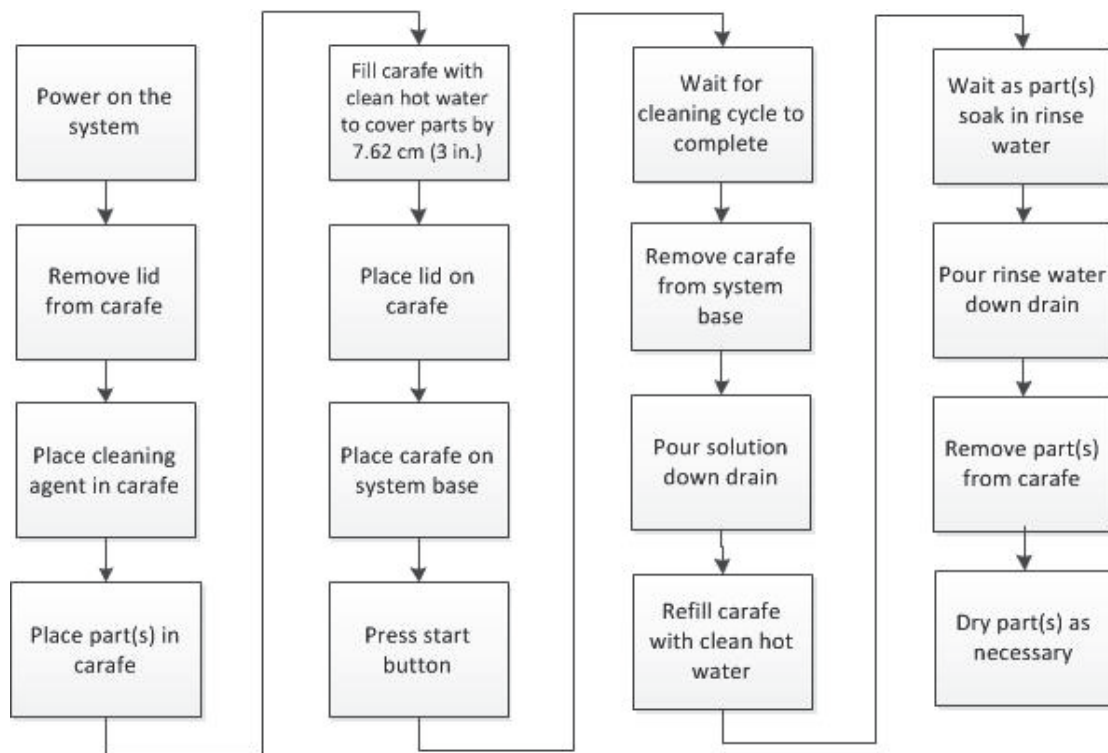 Power on the
system
Remove lid
from carafe
Place cleaning
agent in carafe
Place part(s) in
carafe
Fill carafe with
clean hot water
to cover parts by
7.62 cm (3 in.)
Place lid on
carafe
Place carafe on
system base
Press start
button
Wait for
cleaning cycle to
complete
Remove carafe
from system
base
Pour solution
down drain
Refill carafe
with clean hot
water
Wait as part(s)
soak in rinse
water
Pour rinse water
down drain
Remove part(s)
from carafe
Dry part(s) as
necessary